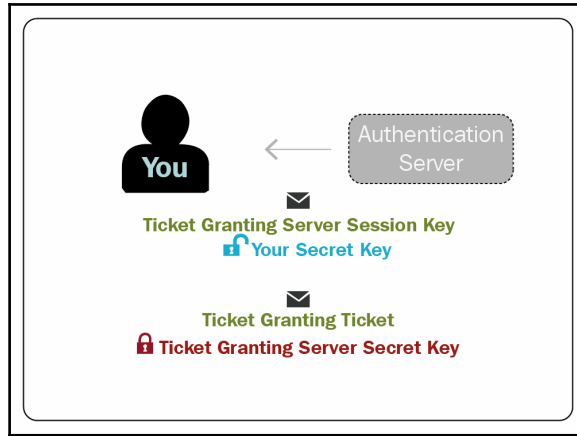 Authentication
Server
You
Ticket Granting Server Session Key
Your Secret Key
Ticket Granting Ticket
Ticket Granting Server Secret Key